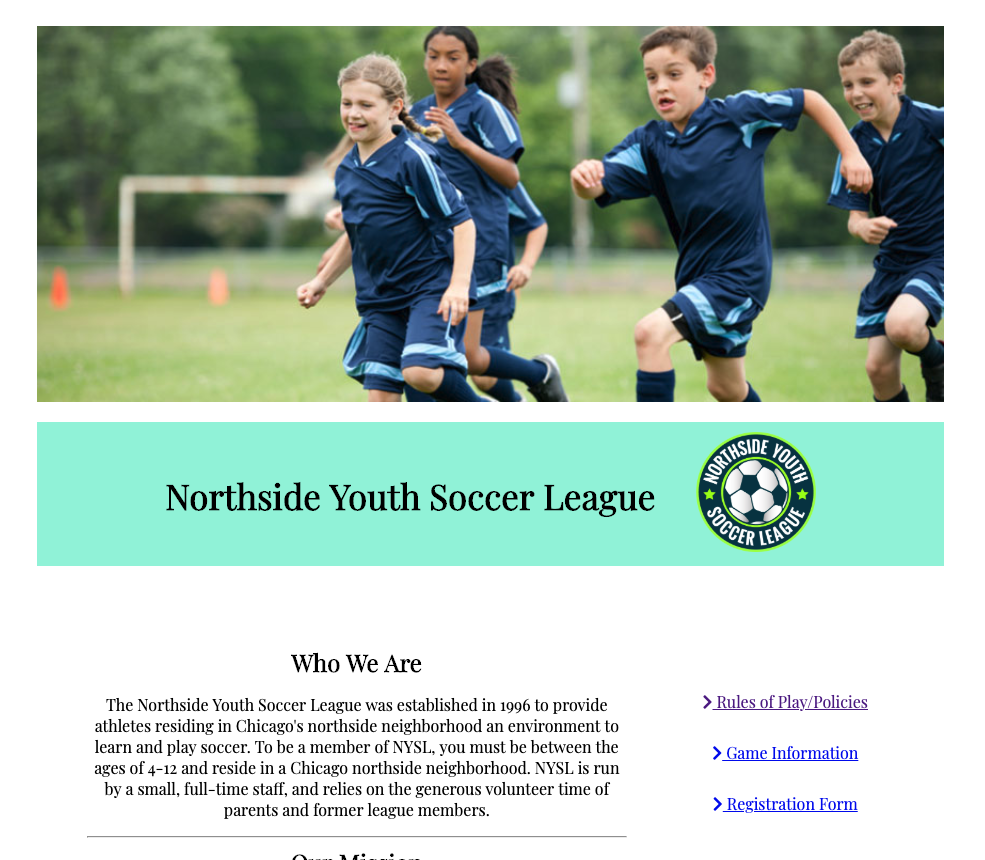 Northside Youth Soccer League
NORTHSIDE YOUTH
SOCCER LEAGUE
Who We Are
The Northside Youth Soccer League was established in 1996 to provide
athletes residing in Chicago's northside neighborhood an environment to
learn and play soccer. To be a member of NYSL, you must be between the
ages of 4-12 and reside in a Chicago northside neighborhood. NYSL is run
by a small, full-time staff, and relies on the generous volunteer time of
parents and former league members.
Rules of Play/Policies
Game Information
Registration Form
Our Mission